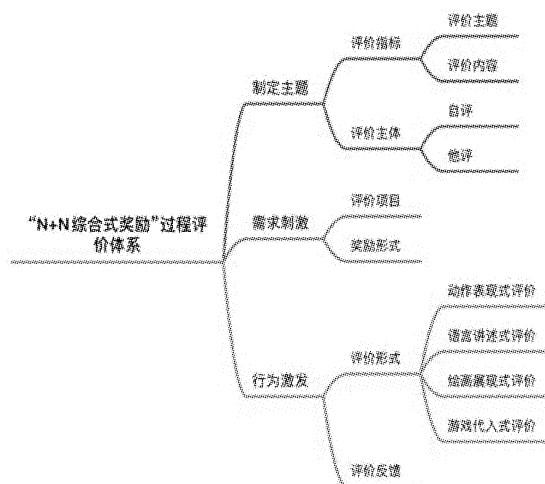 “N+N综合式奖励”过程评
价体系
制定主题
评价指标
评价主题
评价内容
评价主体
自评
他评
需求刺激
评价项目
奖励形式
行为激发
评价形式
动作表现式评价
语言讲述式评价
绘画展现式评价
游戏代入式评价
评价反馈